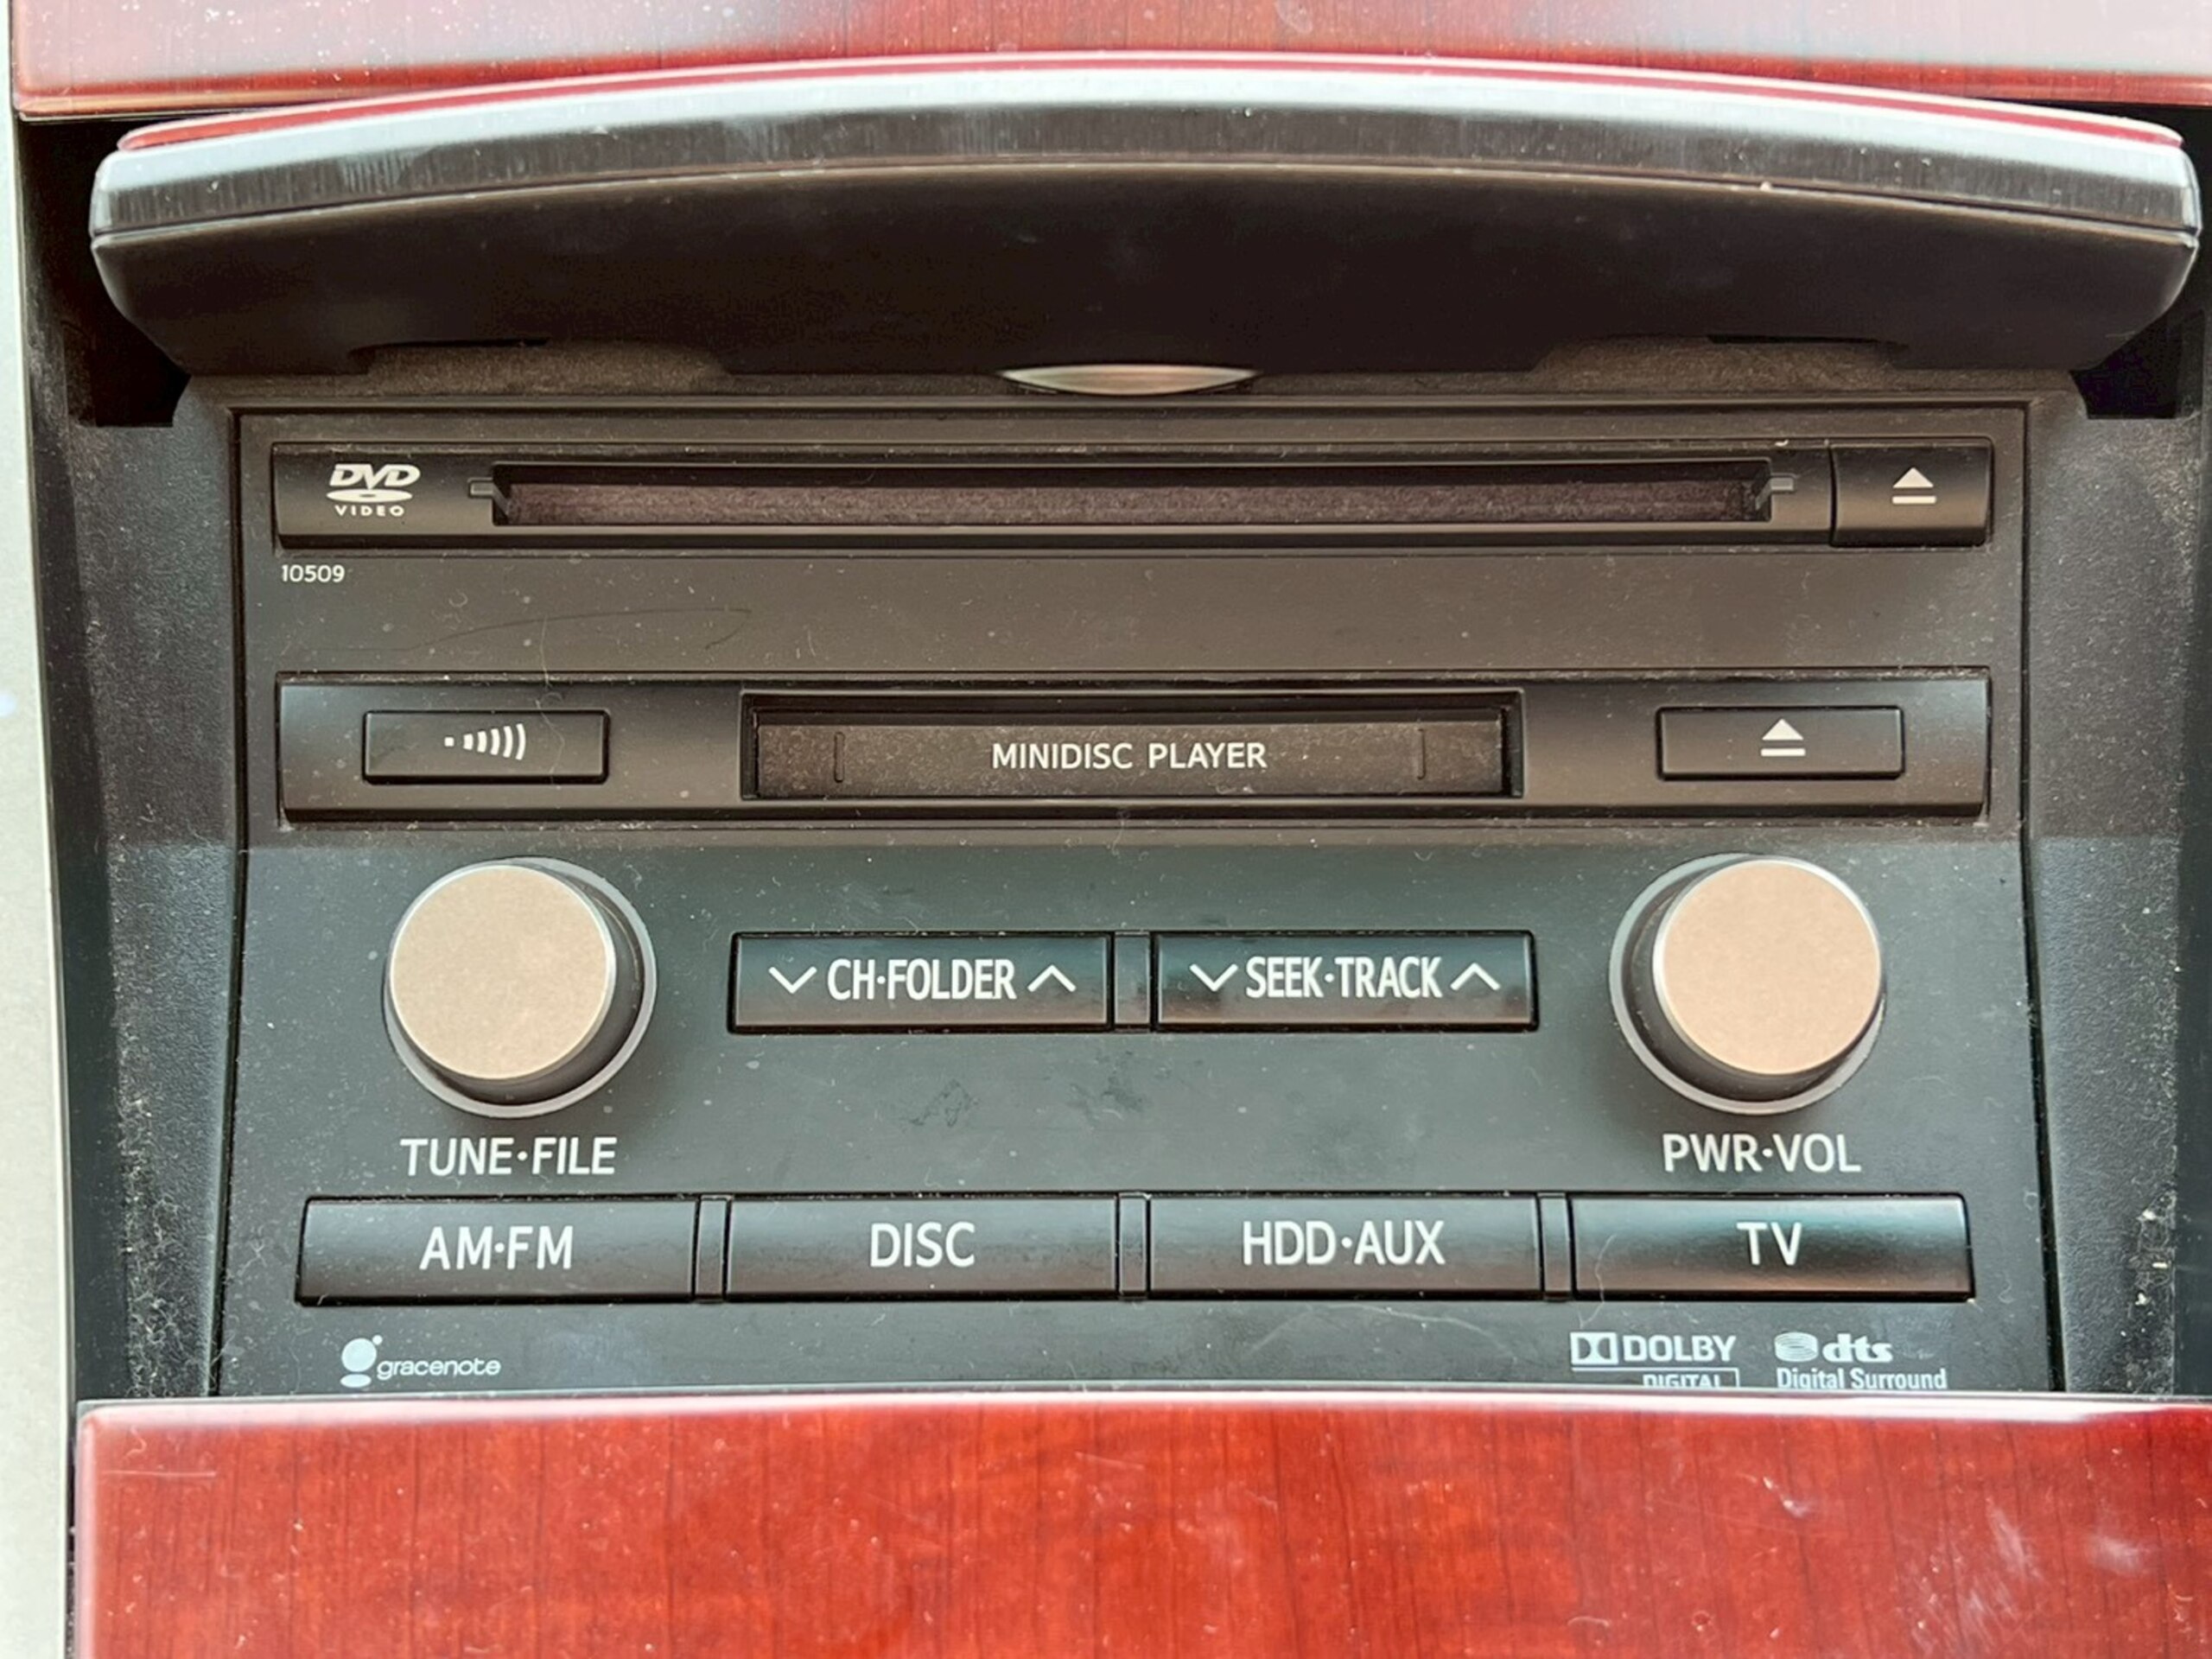 DVD
VIDEO
10509
MINIDISC PLAYER
CH·FOLDER
SEEK·TRACK
TUNE·FILE
PWR·VOL
AM·FM
DISC
HDD·AUX
TV
gracenote
DOLBY
DIGITAL
dts
Digital Surround